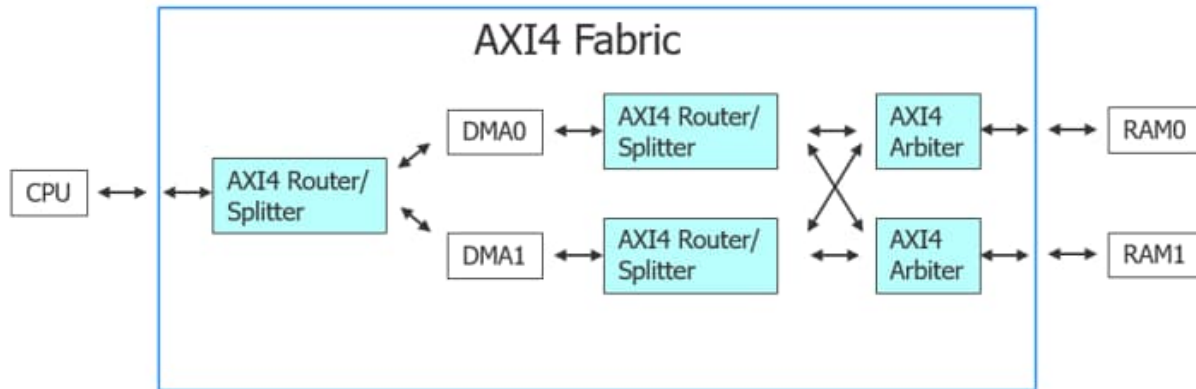 AXI4 Fabric
CPU
AXI4 Router/
Splitter
DMA0
AXI4 Router/
Splitter
AXI4
Arbiter
RAM0
DMA1
AXI4 Router/
Splitter
AXI4
Arbiter
RAM1